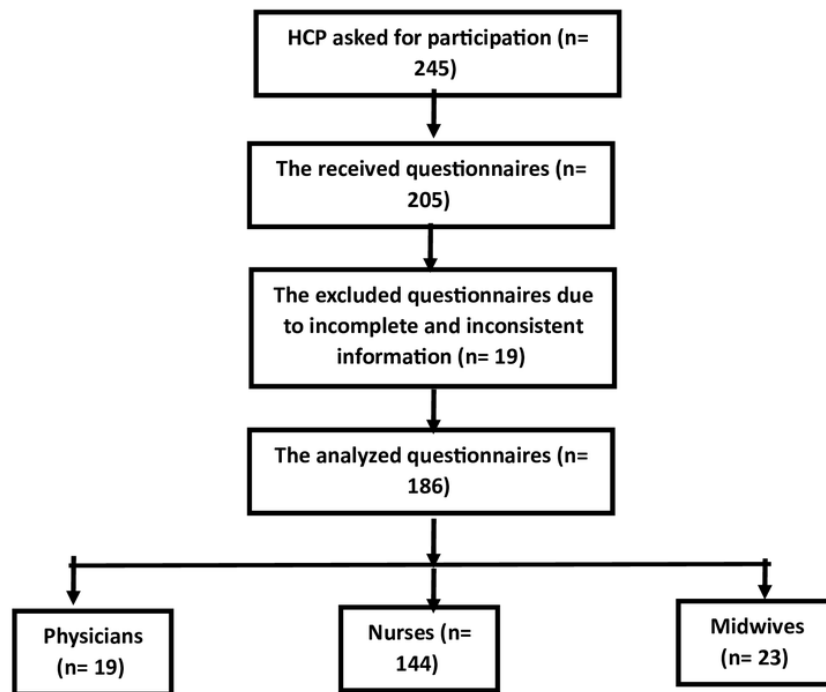 HCP asked for participation (n=
245)
The received questionnaires (n=
205)
The excluded questionnaires due
to incomplete and inconsistent
information (n= 19)
The analyzed questionnaires (n=
186)
Physicians
(n= 19)
Nurses (n=
144)
Midwives
(n= 23)